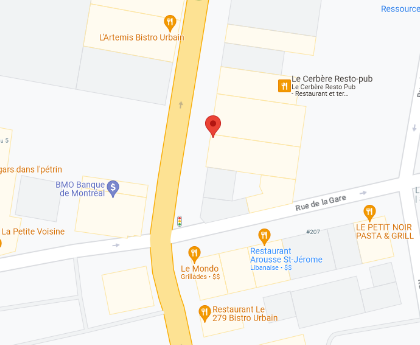 Ressource
L'Artemis Bistro Urbain
Le Cerbère Resto-pub
Le Cerbère Resto Pub
- Restaurant et ter...
gars dans l'pétrin
BMO Banque
de Montréal
Rue de la Gare
La Petite Voisine
LE PETIT NOIR
PASTA & GRILL
#207
Restaurant
Arousse St-Jérome
Libanaise · $$
Le Mondo
Grillades · $$
Restaurant Le
279 Bistro Urbain